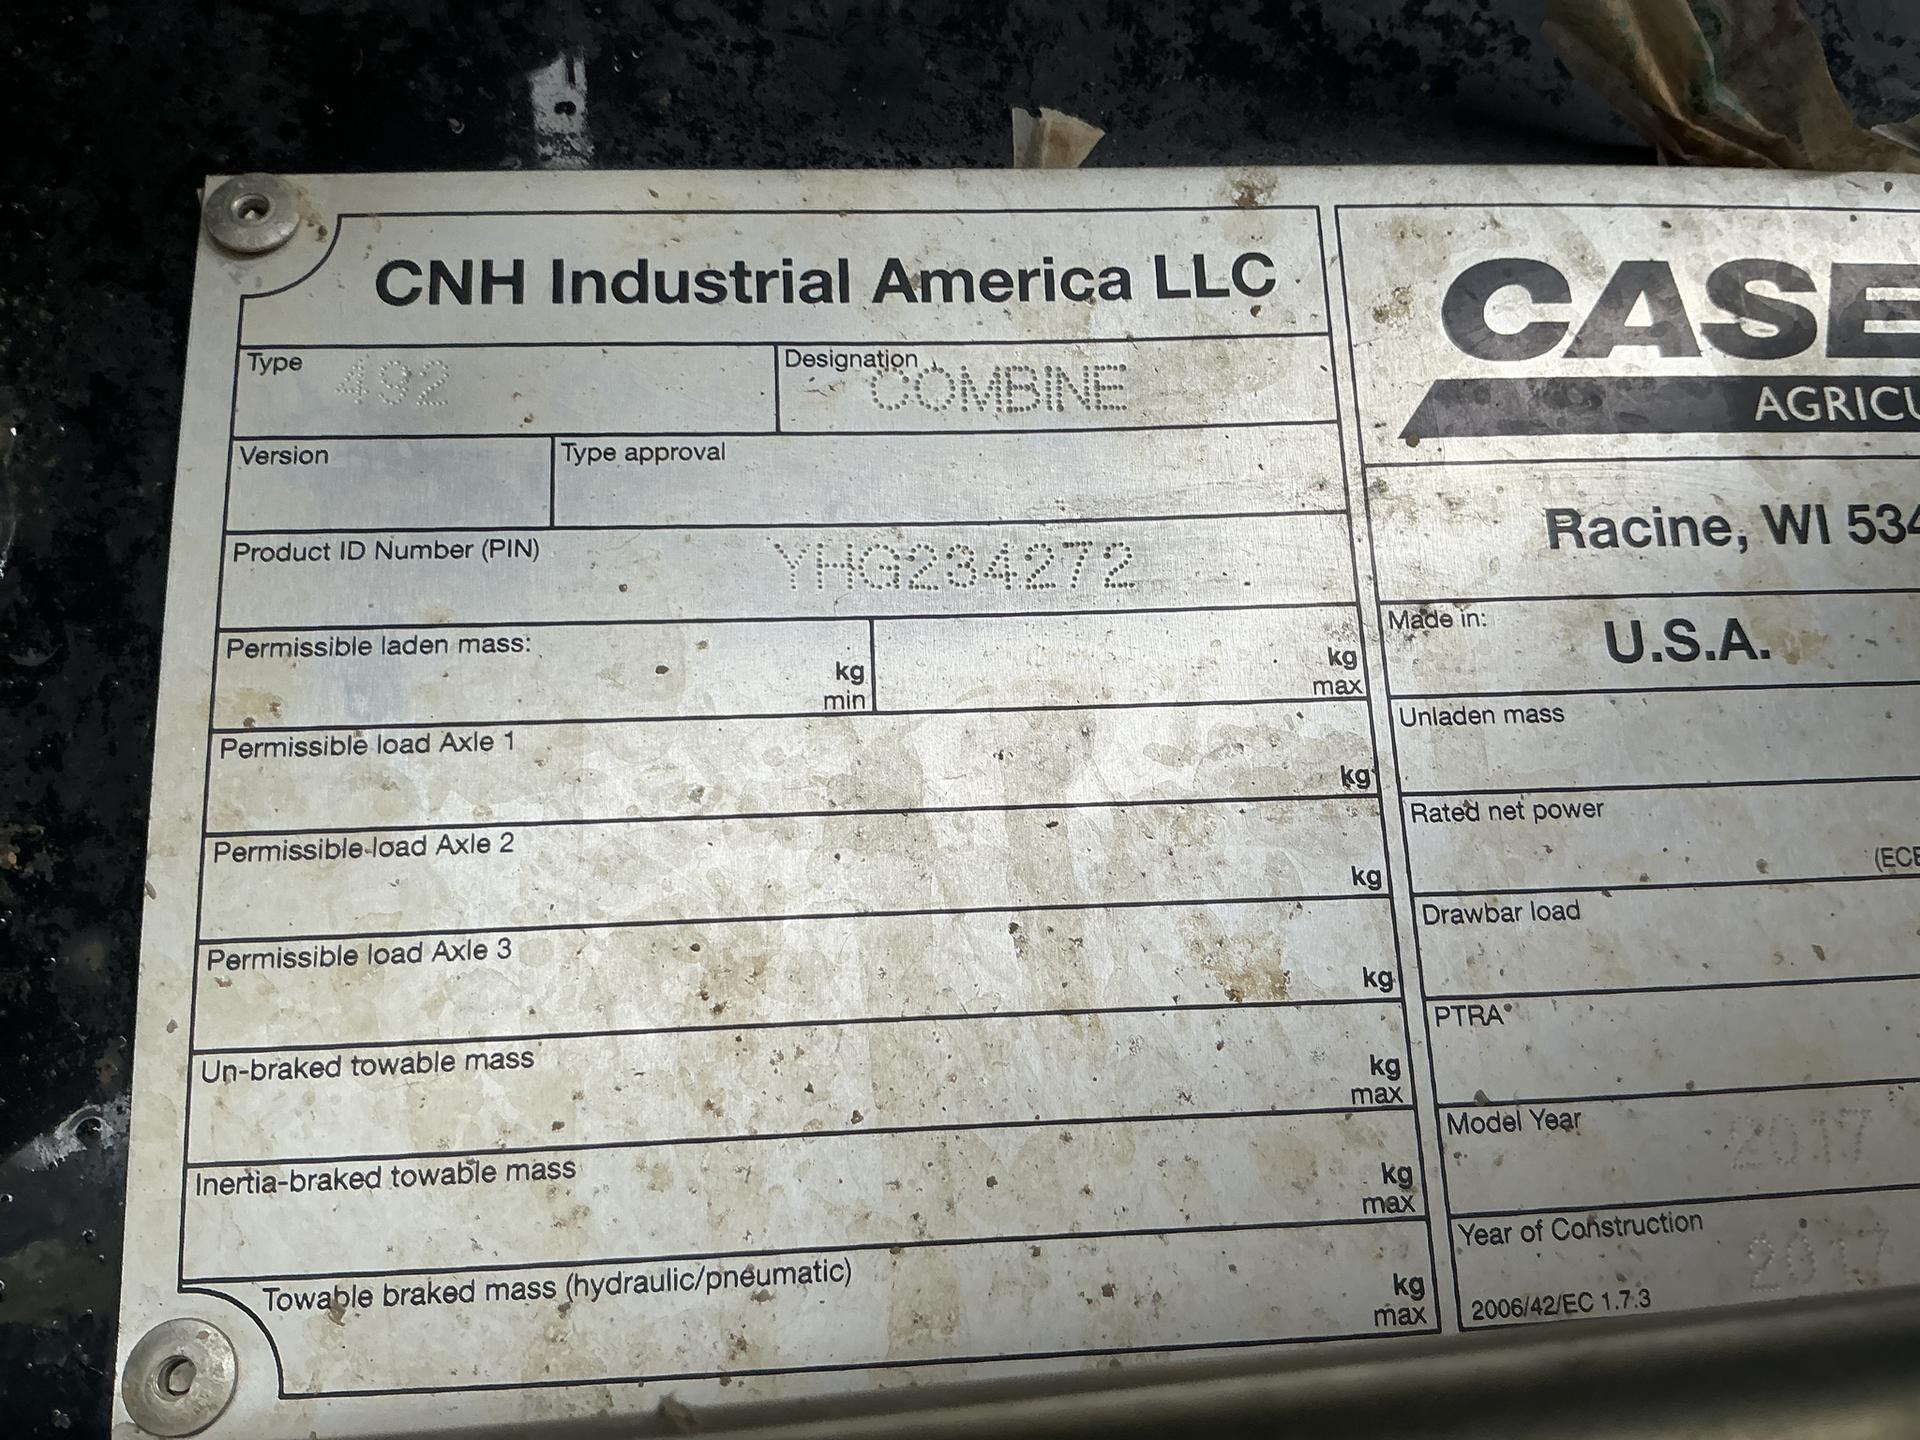 CNH Industrial America LLC
Type 492
Designation COMBINE
Version
Type approval
Product ID Number (PIN) YHG234272
Permissible laden mass:
kg
min
kg
max
Permissible load Axle 1
kg
Permissible load Axle 2
kg
Permissible load Axle 3
kg
Un-braked towable mass
kg
max
Inertia-braked towable mass
kg
max
Towable braked mass (hydraulic/pneumatic)
kg
max
CASE
AGRICU
Racine, WI 534
Made in: U.S.A.
Unladen mass
Rated net power
(ECE
Drawbar load
PTRA
Model Year 2017
Year of Construction 2017
2006/42/EC 1.7.3